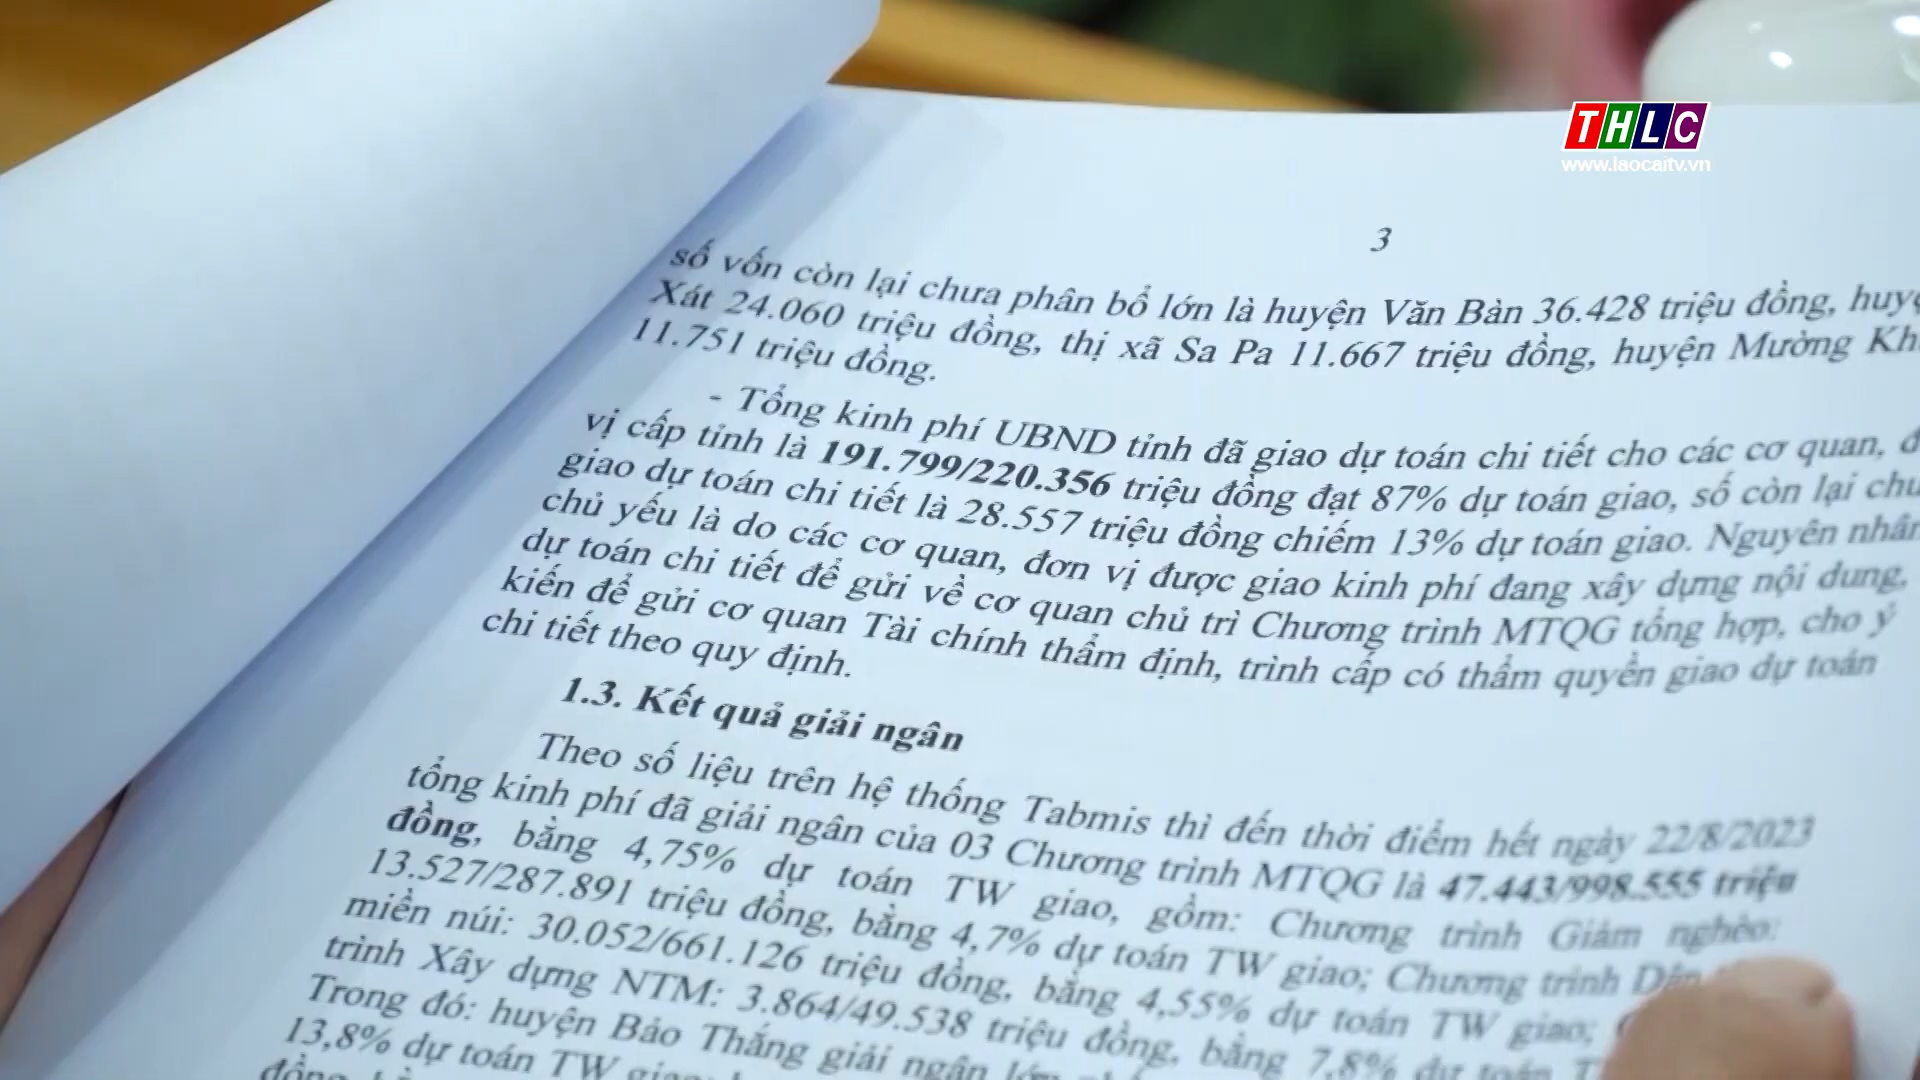 THLC
www.laocaitv.vn
3
số vốn còn lại chưa phân bổ lớn là huyện Văn Bàn 36.428 triệu đồng,
Xát 24.060 triệu đồng, thị xã Sa Pa 11.667 triệu đồng, huyện Mường
11.751 triệu đồng.
- Tổng kinh phí UBND tỉnh đã giao dự toán chi tiết cho các cơ quan,
vị cấp tỉnh là 191.799/220.356 triệu đồng đạt 87% dự toán giao, số còn lại
giao dự toán chi tiết là 28.557 triệu đồng chiếm 13% dự toán giao. Nguyên nhân
chủ yếu là do các cơ quan, đơn vị được giao kinh phí đang xây dựng nội dung,
dự toán chi tiết để gửi về cơ quan chủ trì Chương trình MTQG tổng hợp, cho ý
kiến để gửi cơ quan Tài chính thẩm định, trình cấp có thẩm quyền giao dự toán
chi tiết theo quy định.
1.3. Kết quả giải ngân
Theo số liệu trên hệ thống Tabmis thì đến thời điểm hết ngày 22/8/2023
tổng kinh phí đã giải ngân của 03 Chương trình MTQG là 47.443/998.555 triệu
đồng, bằng 4,75% dự toán TW giao, gồm: Chương trình Giảm nghèo:
13.527/287.891 triệu đồng, bằng 4,7% dự toán TW giao; Chương trình
miền núi: 30.052/661.126 triệu đồng, bằng 4,55% dự toán TW giao;
trình Xây dựng NTM: 3.864/49.538 triệu đồng, bằng 7,8% dự toán
Trong đó: huyện Bảo Thắng giải ngân lớn
13,8% dự toán TW